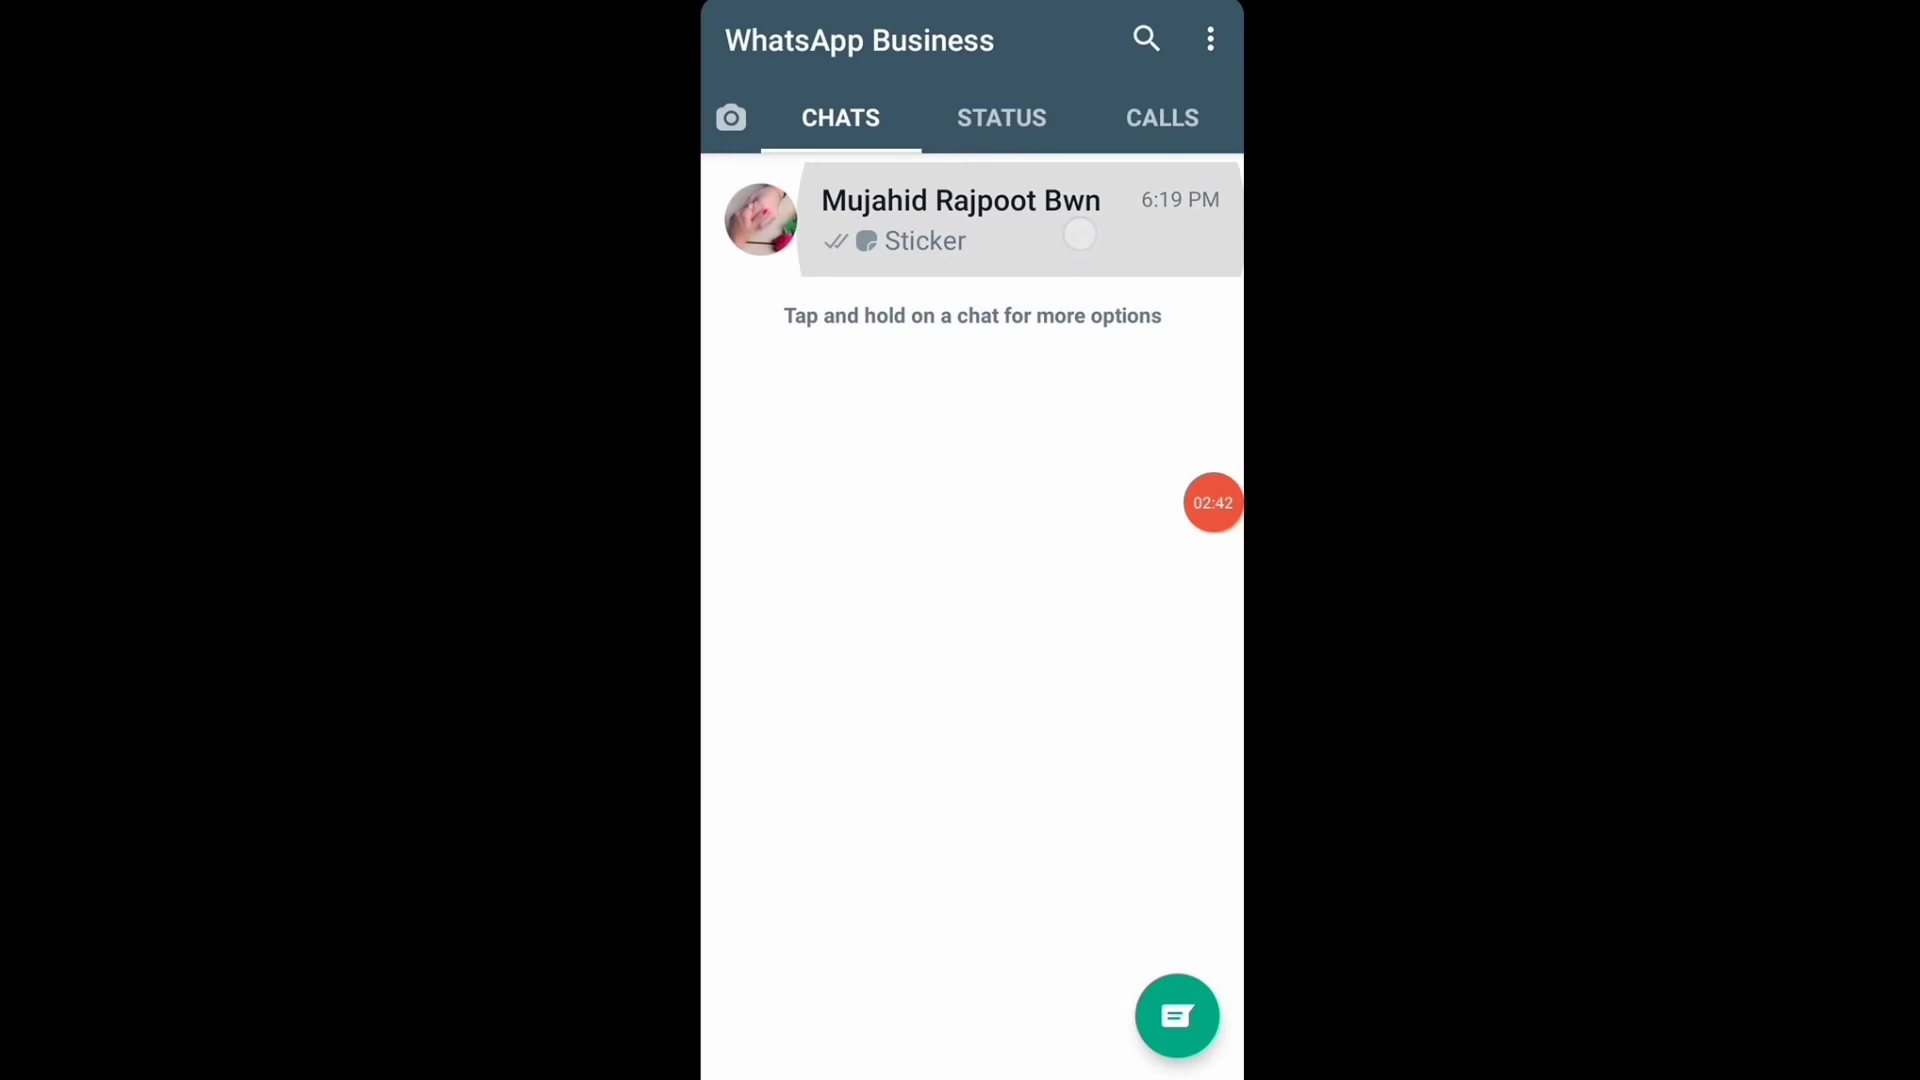 WhatsApp Business
CHATS STATUS CALLS
Mujahid Rajpoot Bwn 6:19 PM
Sticker
Tap and hold on a chat for more options
02:42